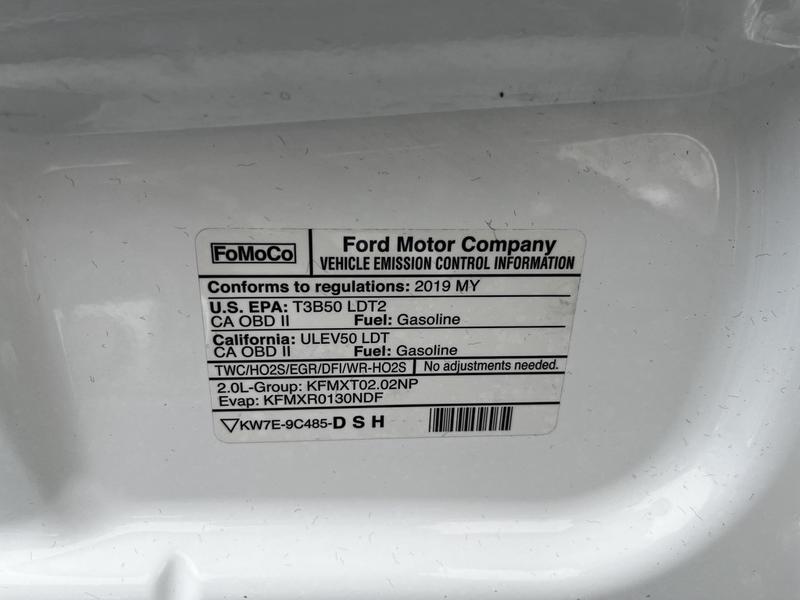 FoMoCo
Ford Motor Company
VEHICLE EMISSION CONTROL INFORMATION
Conforms to regulations: 2019 MY
U.S. EPA: T3B50 LDT2
CA OBD II Fuel: Gasoline
California: ULEV50 LDT
CA OBD II Fuel: Gasoline
TWC/HO2S/EGR/DFI/WR-HO2S No adjustments needed.
2.0L-Group: KFMXT02.02NP
Evap: KFMXR0130NDF
KW7E-9C485-D S H